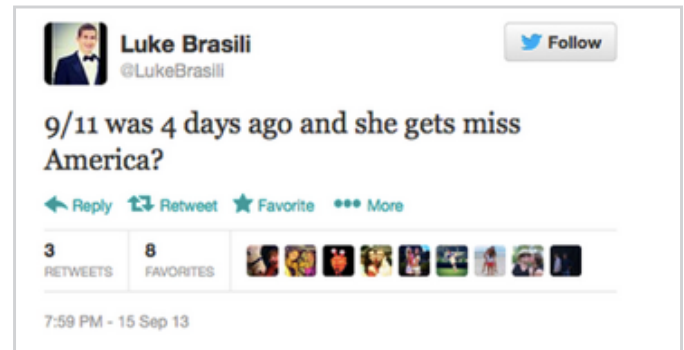 Luke Brasili
Follow
@LukeBrasili
9/11 was 4 days ago and she gets miss
America?
Reply Retweet Favorite More
3 8
RETWEETS FAVORITES
7:59 PM - 15 Sep 13